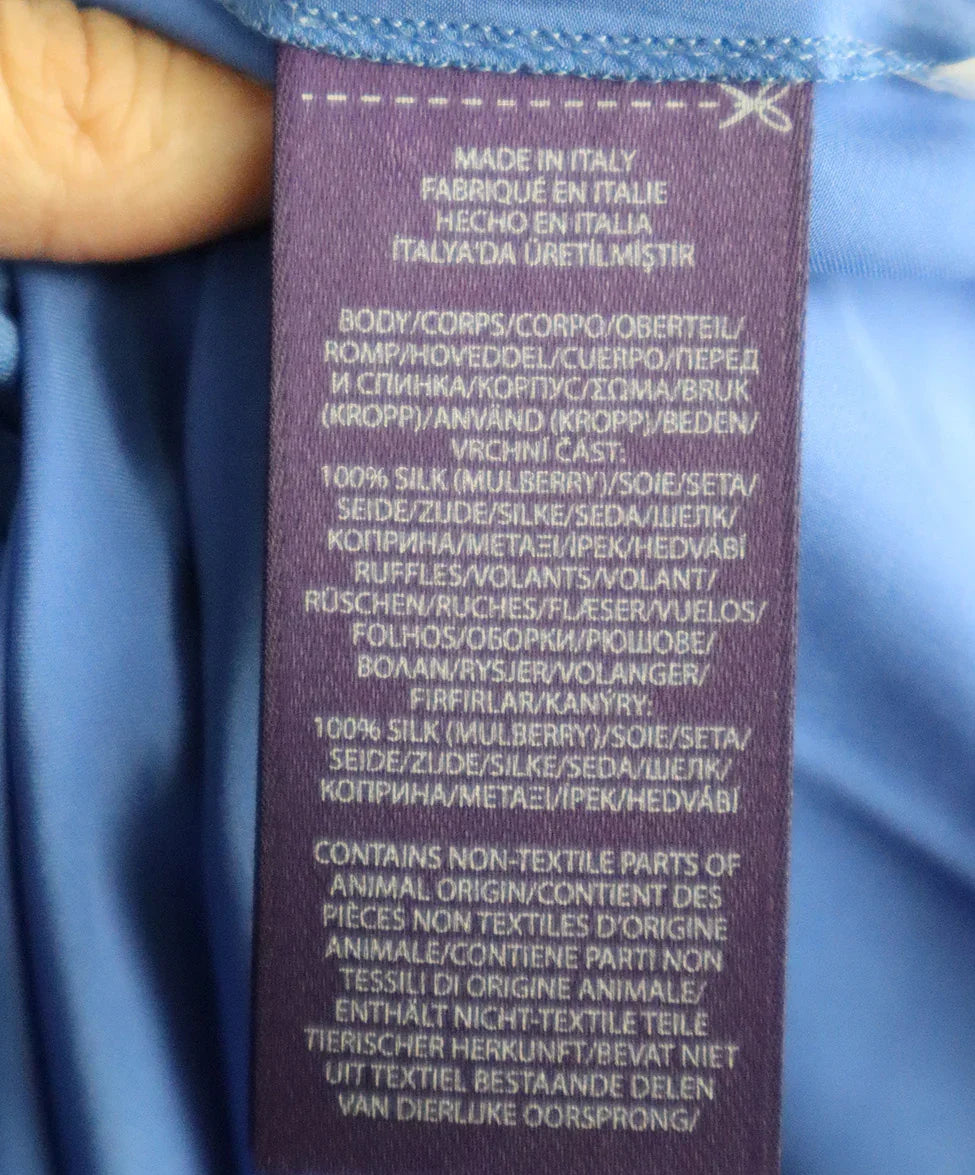 MADE IN ITALY
FABRIQUÉ EN ITALIE
HECHO EN ITALIA
İTALYA'DA ÜRETİLMİŞTİR
BODY/CORPS/CORPO/OBERTEIL/
ROMP/HOVEDDEL/CUERPO/ПЕРЕД
И СПИНКА/КОРПУС/ΣΩΜΑ/BRUK
(KROPP)/ANVÄND (KROPP)/BEDEN/
VRCHNÍ ČÁST:
100% SILK (MULBERRY)/SOIE/SETA/
SEIDE/ZIJDE/SILKE/SEDA/ШЕЛК/
КОПРИНА/ΜΕΤΑΞΙ/İPEK/HEDVÁBÍ
RUFFLES/VOLANTS/VOLANT/
RÜSCHEN/RUCHES/FLÆSER/VUELOS/
FOLHOS/ОБОРКИ/РЮШОВЕ/
ΒΟΛΑΝ/RYSJER/VOLANGER/
FIRFIRLAR/KANÝRY:
100% SILK (MULBERRY)/SOIE/SETA/
SEIDE/ZIJDE/SILKE/SEDA/ШЕЛК/
КОПРИНА/ΜΕΤΑΞΙ/İPEK/HEDVÁBÍ
CONTAINS NON-TEXTILE PARTS OF
ANIMAL ORIGIN/CONTIENT DES
PIÈCES NON TEXTILES D'ORIGINE
ANIMALE/CONTIENE PARTI NON
TESSILI DI ORIGINE ANIMALE/
ENTHÄLT NICHT-TEXTILE TEILE
TIERISCHER HERKUNFT/BEVAT NIET
UIT TEXTIEL BESTAANDE DELEN
VAN DIERLIJKE OORSPRONG/